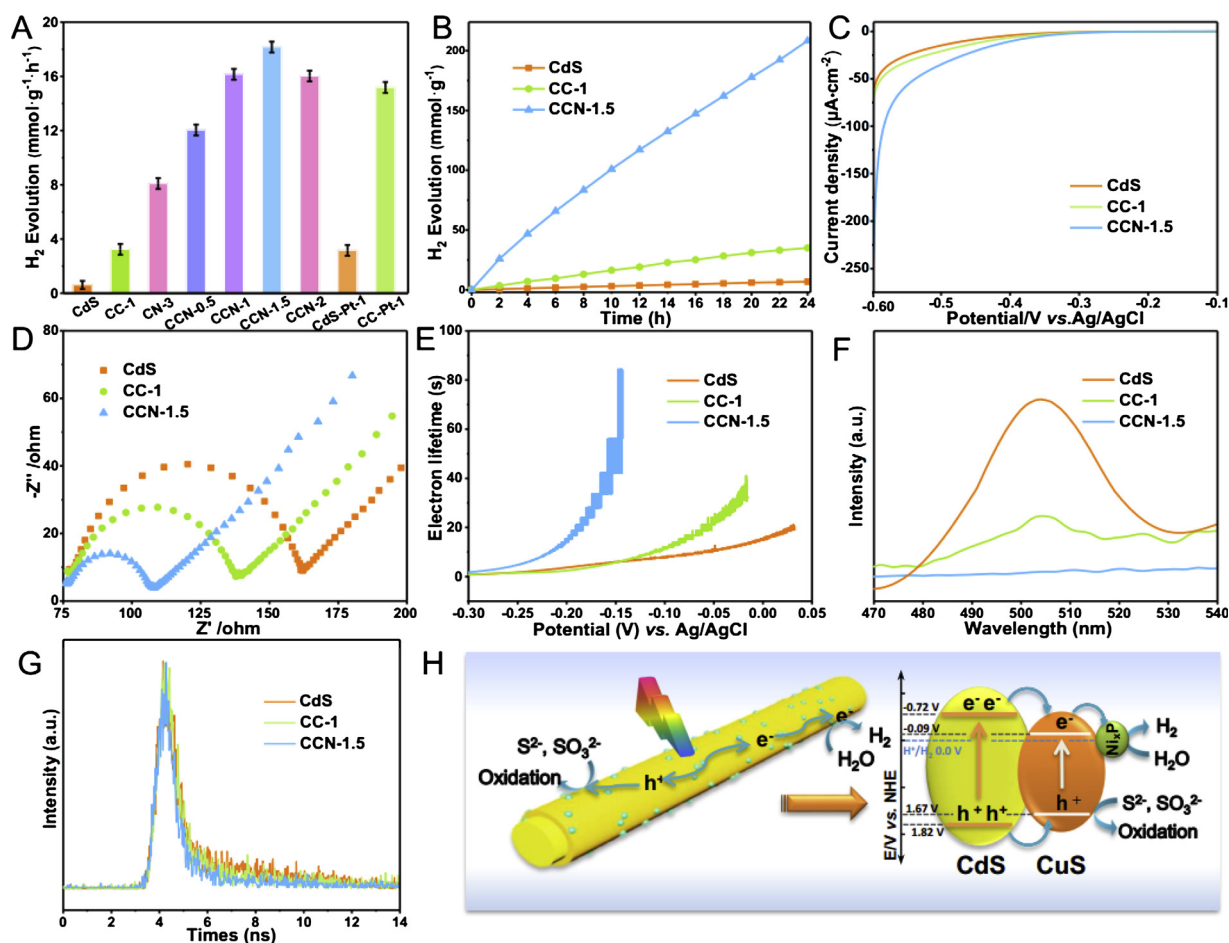 A
H₂ Evolution (mmol·g⁻¹·h⁻¹)
20
16
12
8
4
0
CdS
CC-1
CN-3
CCN-0.5
CCN-1
CCN-1.5
CCN-2
CdS-Pt-1
CC-Pt-1
B
H₂ Evolution (mmol·g⁻¹)
200
150
100
50
0
CdS
CC-1
CCN-1.5
0 2 4 6 8 10 12 14 16 18 20 22 24
Time (h)
C
Current density (μA·cm⁻²)
0
-50
-100
-150
-200
-250
CdS
CC-1
CCN-1.5
-0.60 -0.5 -0.4 -0.3 -0.2 -0.1
Potential/V vs.Ag/AgCl
D
-Z'' /ohm
80
60
40
20
0
CdS
CC-1
CCN-1.5
75 100 125 150 175 198
Z' /ohm
E
Electron lifetime (s)
100
80
60
40
20
0
CdS
CC-1
CCN-1.5
-0.30 -0.20 -0.15 -0.10 -0.05 0.00 0.05
Potential (V) vs. Ag/AgCl
F
Intensity (a.u.)
CdS
CC-1
CCN-1.5
470 490 500 510 520 530 540
Wavelength (nm)
G
Intensity (a.u.)
CdS
CC-1
CCN-1.5
0 2 4 6 8 10 12 14
Times (ns)
H
S²⁻, SO₃²⁻
Oxidation
h⁺
e⁻
e⁻
H₂
H₂O
E/V vs. NHE
-0.72 V
-0.09 V
H⁺/H₂ 0.0 V
1.67 V
1.82 V
e⁻ e⁻
h⁺ h⁺
CdS
e⁻
h⁺
CuS
NiₓP
H₂
H₂O
S²⁻, SO₃²⁻
Oxidation